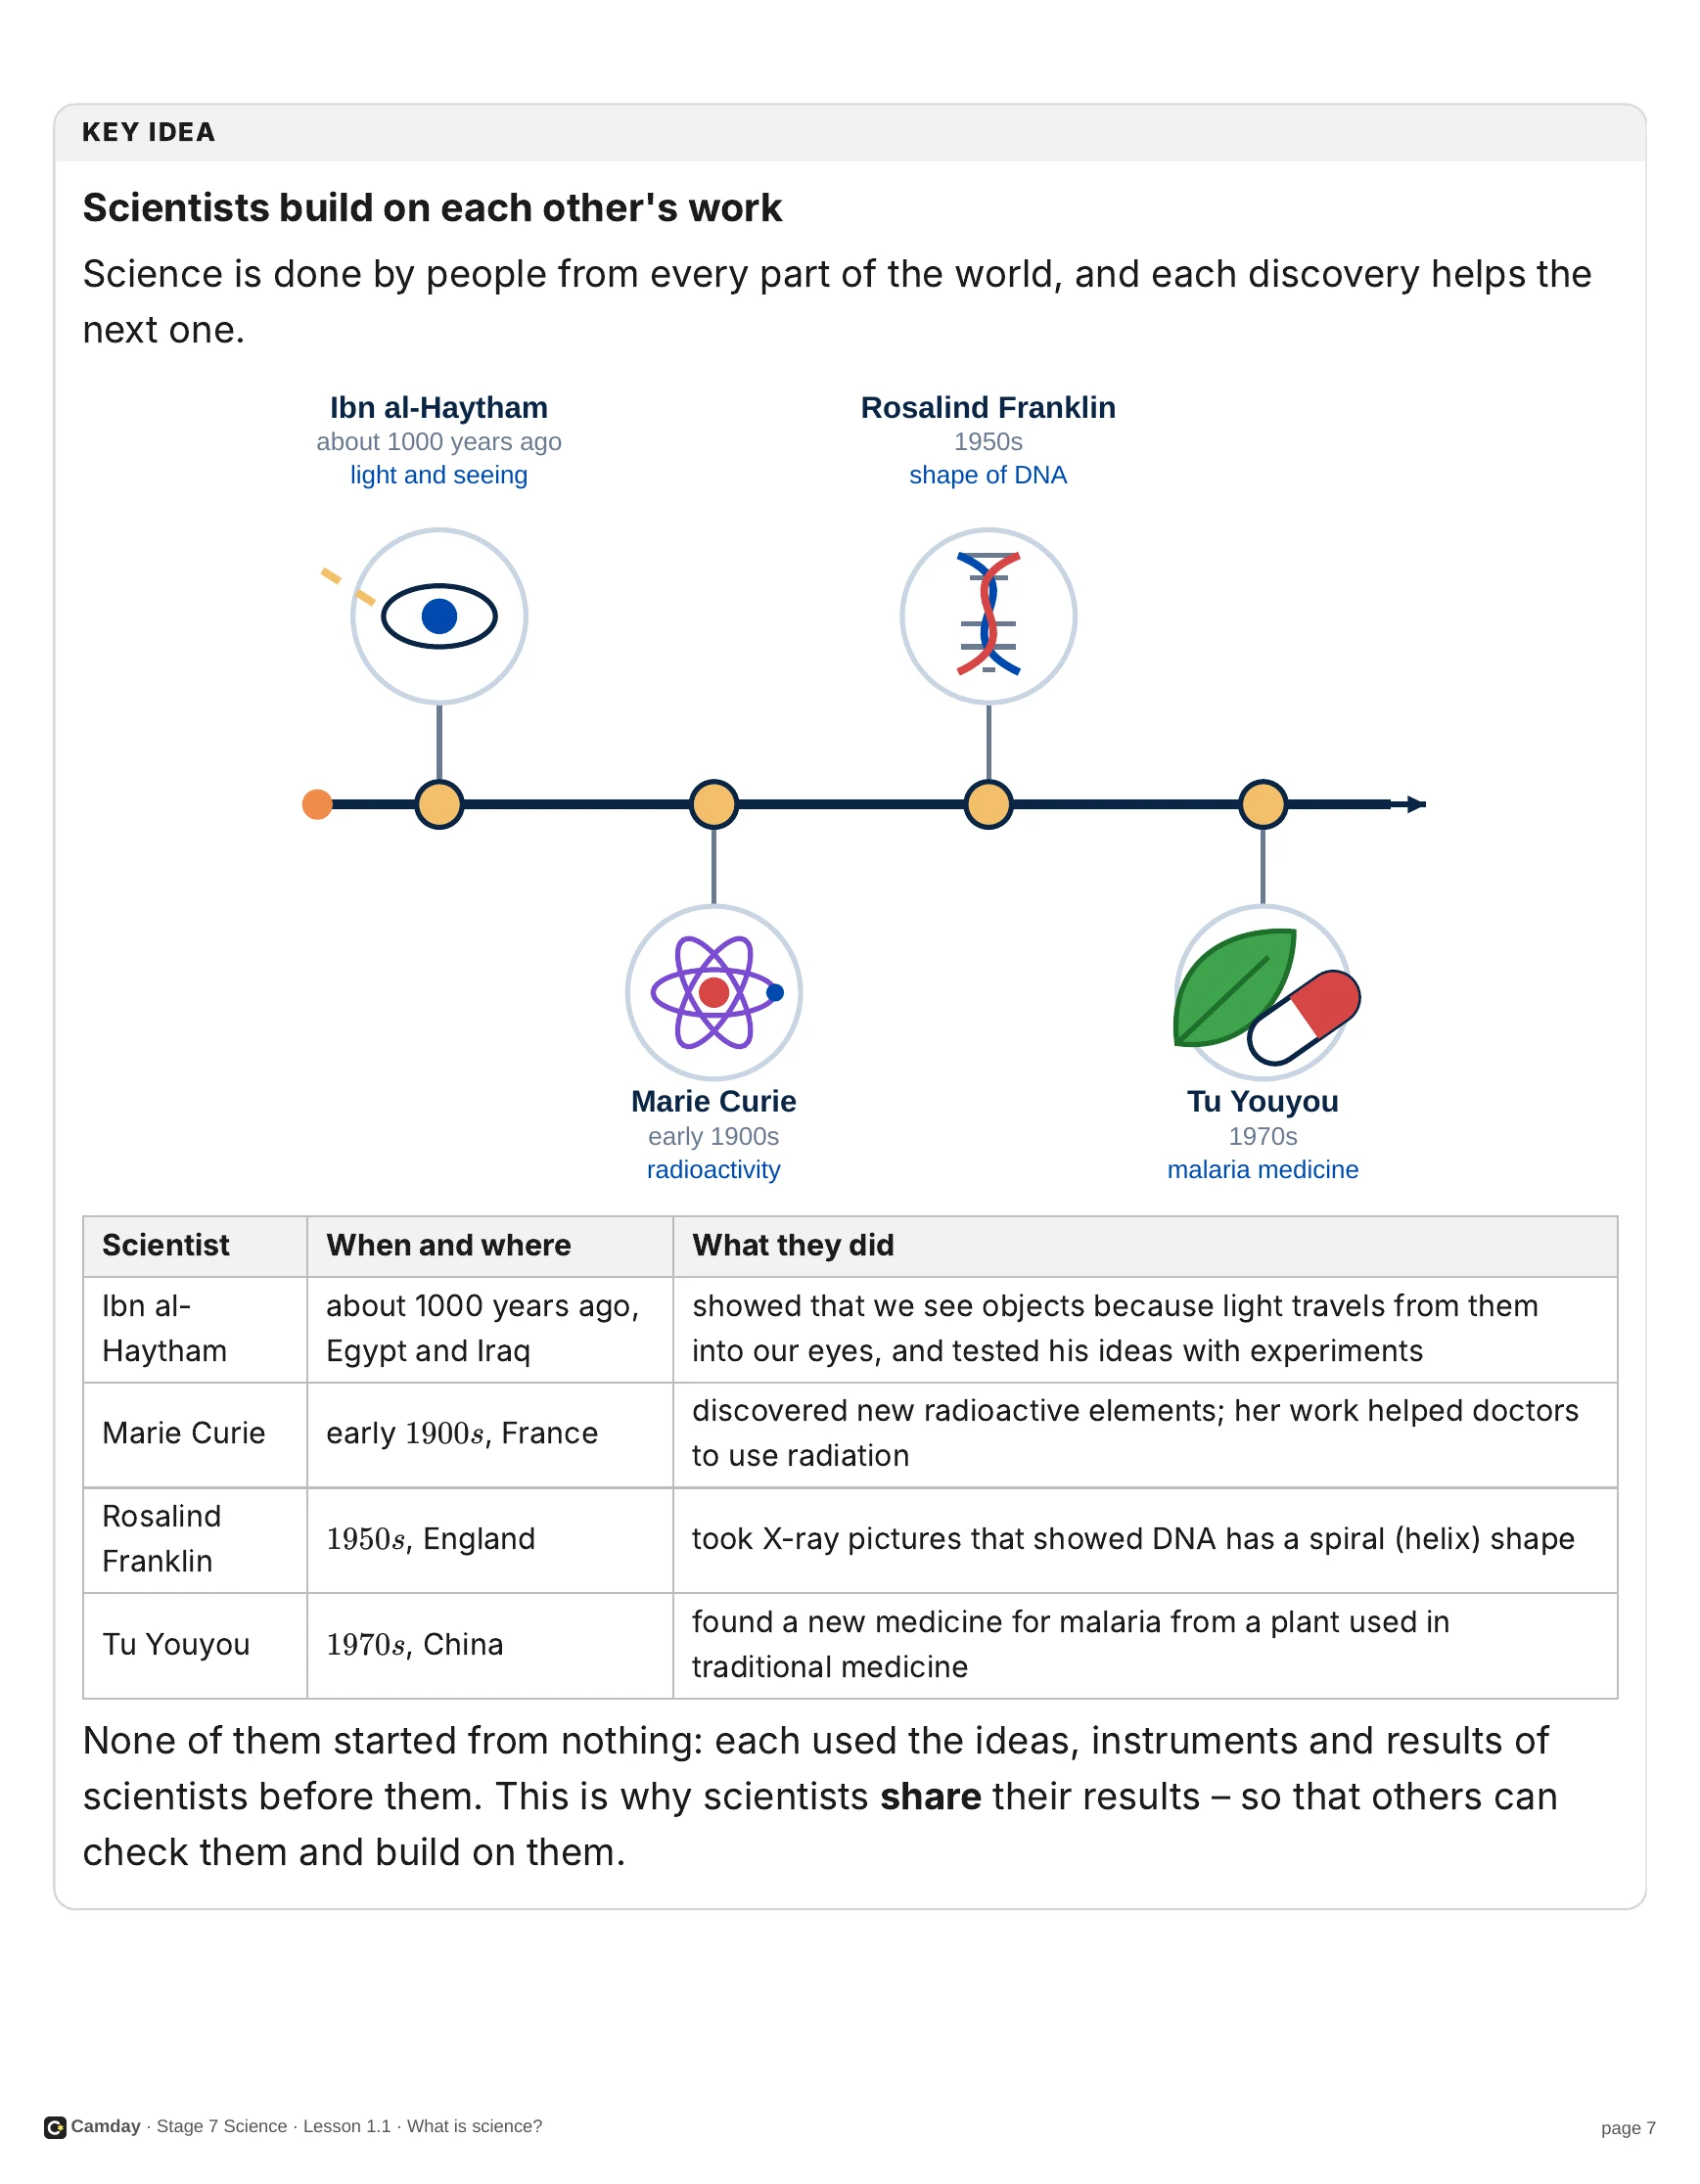 KEY IDEA
Scientists build on each other's work
Science is done by people from every part of the world, and each discovery helps the
next one.
Ibn al-Haytham
about 1000 years ago
light and seeing
Rosalind Franklin
1950s
shape of DNA
Marie Curie
early 1900s
radioactivity
Tu Youyou
1970s
malaria medicine
Scientist When and where What they did
Ibn al-
Haytham
about 1000 years ago,
Egypt and Iraq
showed that we see objects because light travels from them
into our eyes, and tested his ideas with experiments
Marie Curie
early 1900s, France
discovered new radioactive elements; her work helped doctors
to use radiation
Rosalind
Franklin
1950s, England
took X-ray pictures that showed DNA has a spiral (helix) shape
Tu Youyou
1970s, China
found a new medicine for malaria from a plant used in
traditional medicine
None of them started from nothing: each used the ideas, instruments and results of
scientists before them. This is why scientists share their results – so that others can
check them and build on them.
Camday · Stage 7 Science · Lesson 1.1 · What is science?
page 7